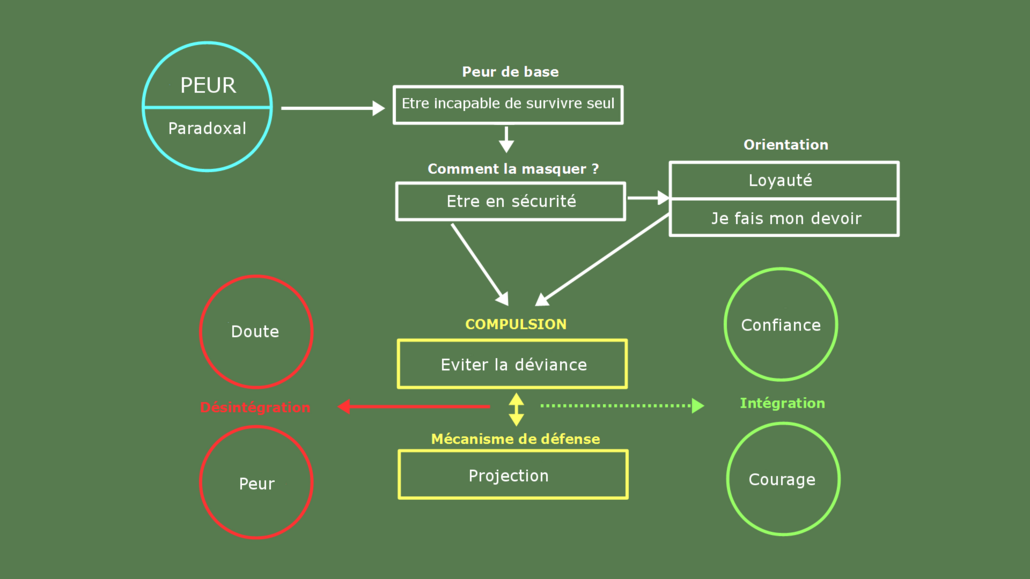 PEUR
Paradoxal
Peur de base
Etre incapable de survivre seul
Comment la masquer ?
Etre en sécurité
Orientation
Loyauté
Je fais mon devoir
COMPULSION
Eviter la déviance
Mécanisme de défense
Projection
Doute
Désintégration
Peur
Confiance
Intégration
Courage